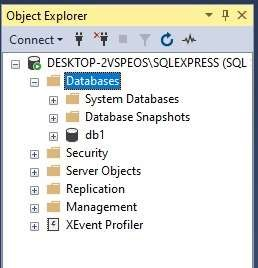 Object Explorer
Connect
DESKTOP-2VSPEOS\SQLEXPRESS (SQL
Databases
System Databases
Database Snapshots
db1
Security
Server Objects
Replication
Management
XEvent Profiler